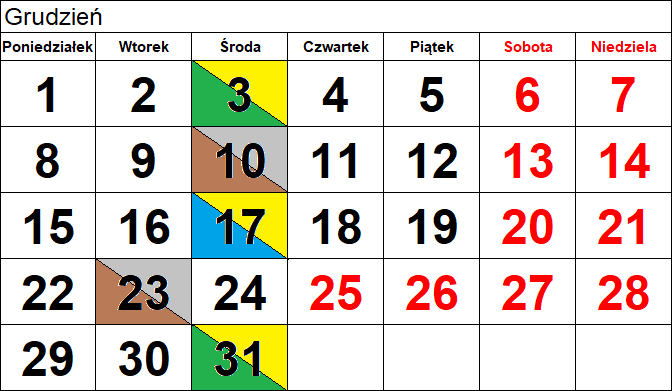 Grudzień
Poniedziałek Wtorek Środa Czwartek Piątek Sobota Niedziela
1 2 3 4 5 6 7
8 9 10 11 12 13 14
15 16 17 18 19 20 21
22 23 24 25 26 27 28
29 30 31